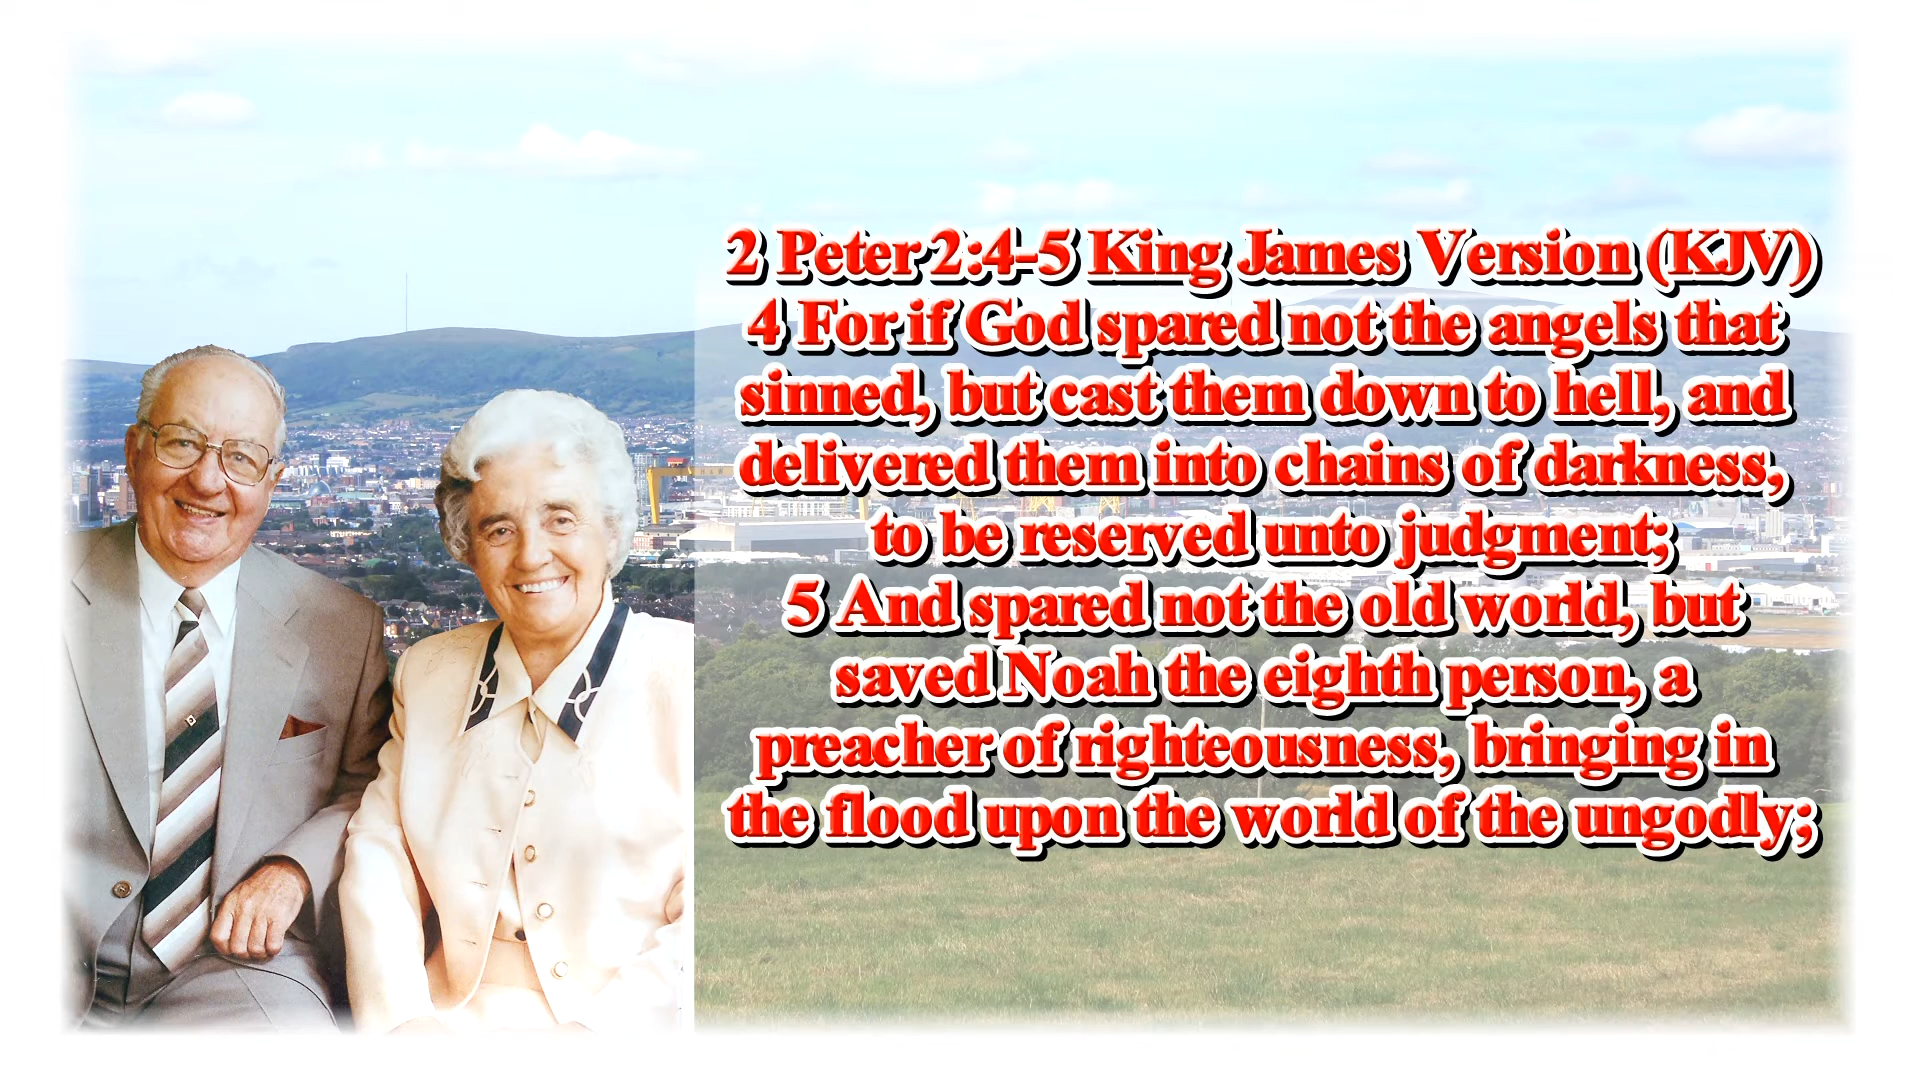 2 Peter 2:4-5 King James Version (KJV)
4 For if God spared not the angels that
sinned, but cast them down to hell, and
delivered them into chains of darkness,
to be reserved unto judgment;
5 And spared not the old world, but
saved Noah the eighth person, a
preacher of righteousness, bringing in
the flood upon the world of the ungodly;